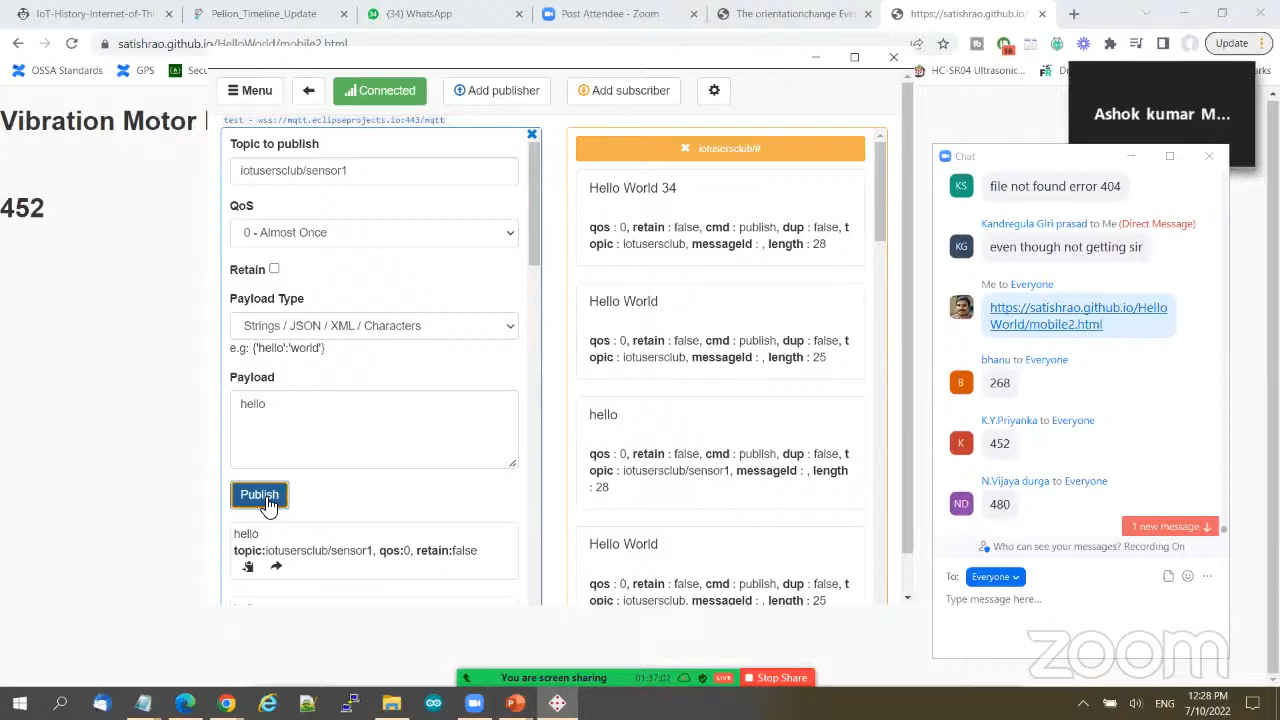 IoT-History-Internet-of-Thi
Pelion_Timeline_Update
(34) WhatsApp
Post Attendee - Zoom
The orientationchange Eve
https://satishrao.github.io/
satishrao.github.io/HelloWorld/mobile2.html
16
Update
OSSA Standards
GPS
Secu
HC-SR04 Ultrasonic...
Vibration Motor
452
Menu
Connected
Add publisher
Add subscriber
test - wss://mqtt.eclipseprojects.io:443/mqtt
Topic to publish
iotusersclub/sensor1
QoS
0 - Almost Once
Retain
Payload Type
Strings / JSON / XML / Characters
e.g: {'hello':'world'}
Payload
hello
Publish
hello
topic:iotusersclub/sensor1, qos:0, retain:false
iotusersclub/#
Hello World 34
qos : 0, retain : false, cmd : publish, dup : false, t
opic : iotusersclub, messageId : , length : 28
Hello World
qos : 0, retain : false, cmd : publish, dup : false, t
opic : iotusersclub, messageId : , length : 25
hello
qos : 0, retain : false, cmd : publish, dup : false, t
opic : iotusersclub/sensor1, messageId : , length
: 28
Hello World
qos : 0, retain : false, cmd : publish, dup : false, t
opic : iotusersclub, messageId : , length : 25
Ashok kumar M...
Chat
KS
file not found error 404
Kandregula Giri prasad to Me (Direct Message)
KG
even though not getting sir
Me to Everyone
https://satishrao.github.io/Hello
World/mobile2.html
bhanu to Everyone
B
268
K.Y.Priyanka to Everyone
K
452
N.Vijaya durga to Everyone
ND
480
1 new message
Who can see your messages? Recording On
To: Everyone
Type message here...
zoom
You are screen sharing
01:37:02
LIVE
Stop Share
ENG
12:28 PM
7/10/2022